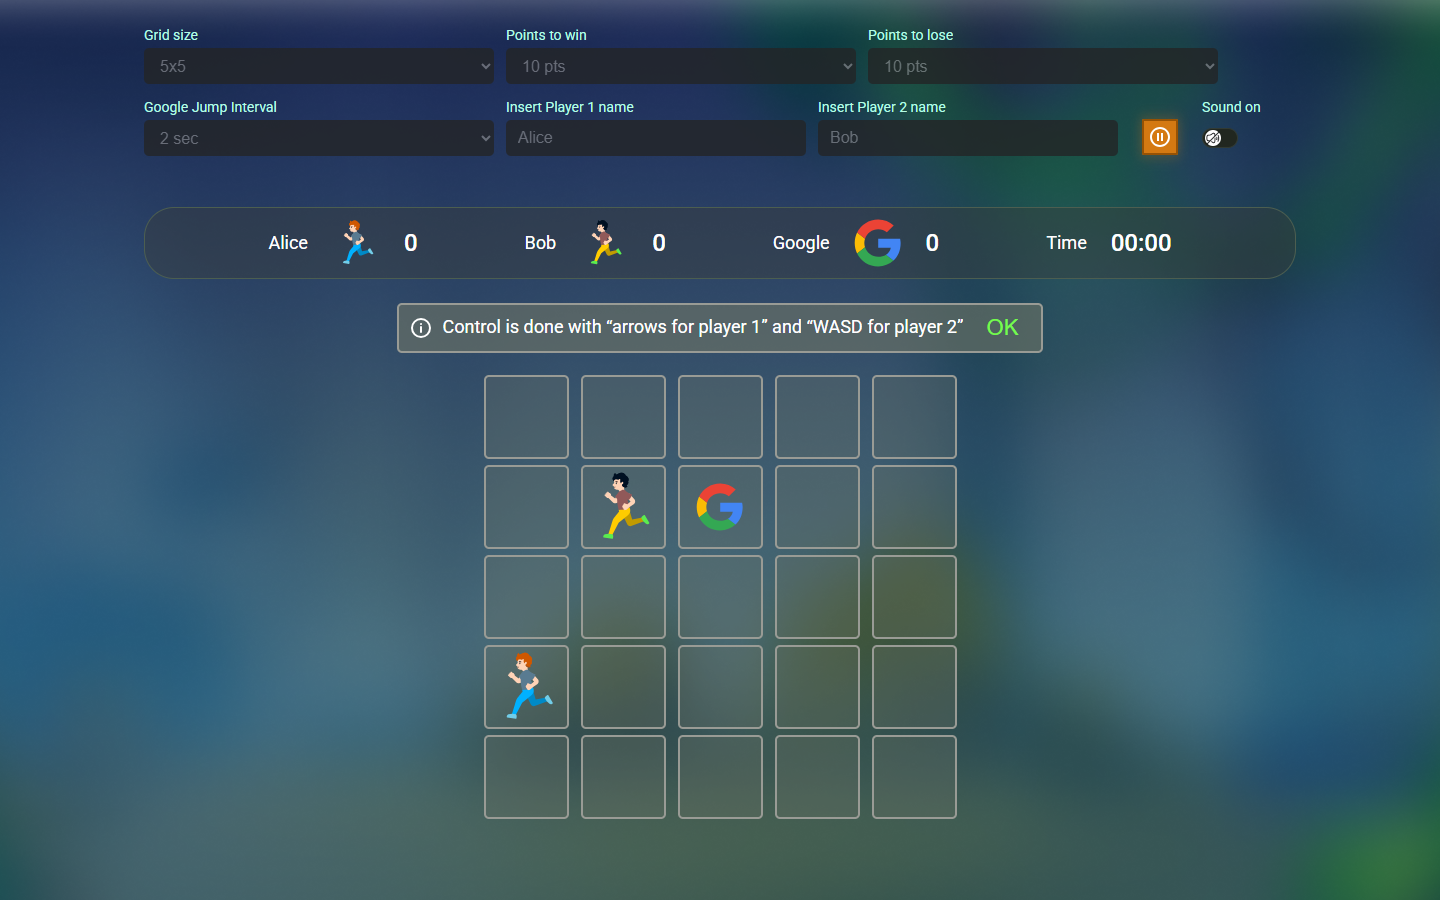 Grid size
Points to win
Points to lose
5x5
10 pts
10 pts
Google Jump Interval
Insert Player 1 name
Insert Player 2 name
Sound on
2 sec
Alice
Bob
Alice
0
Bob
0
Google
0
Time
00:00
Control is done with “arrows for player 1” and “WASD for player 2”
OK